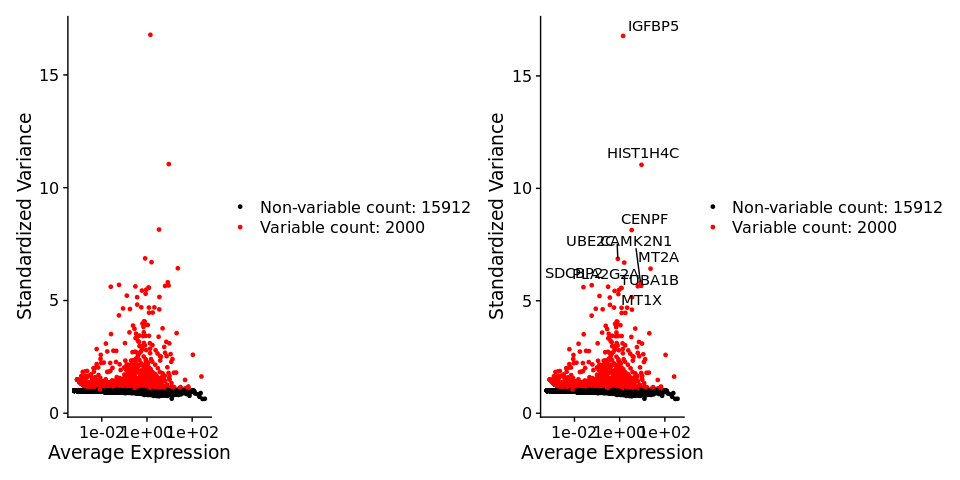 Standardized Variance
15
10
5
0
1e-02 1e+00 1e+02
Average Expression
Non-variable count: 15912
Variable count: 2000
Standardized Variance
15
10
5
0
IGFBP5
HIST1H4C
CENPF
UBE2C CAMK2N1
MT2A
SDCBP2 PLA2G2A
TUBA1B
MT1X
1e-02 1e+00 1e+02
Average Expression
Non-variable count: 15912
Variable count: 2000